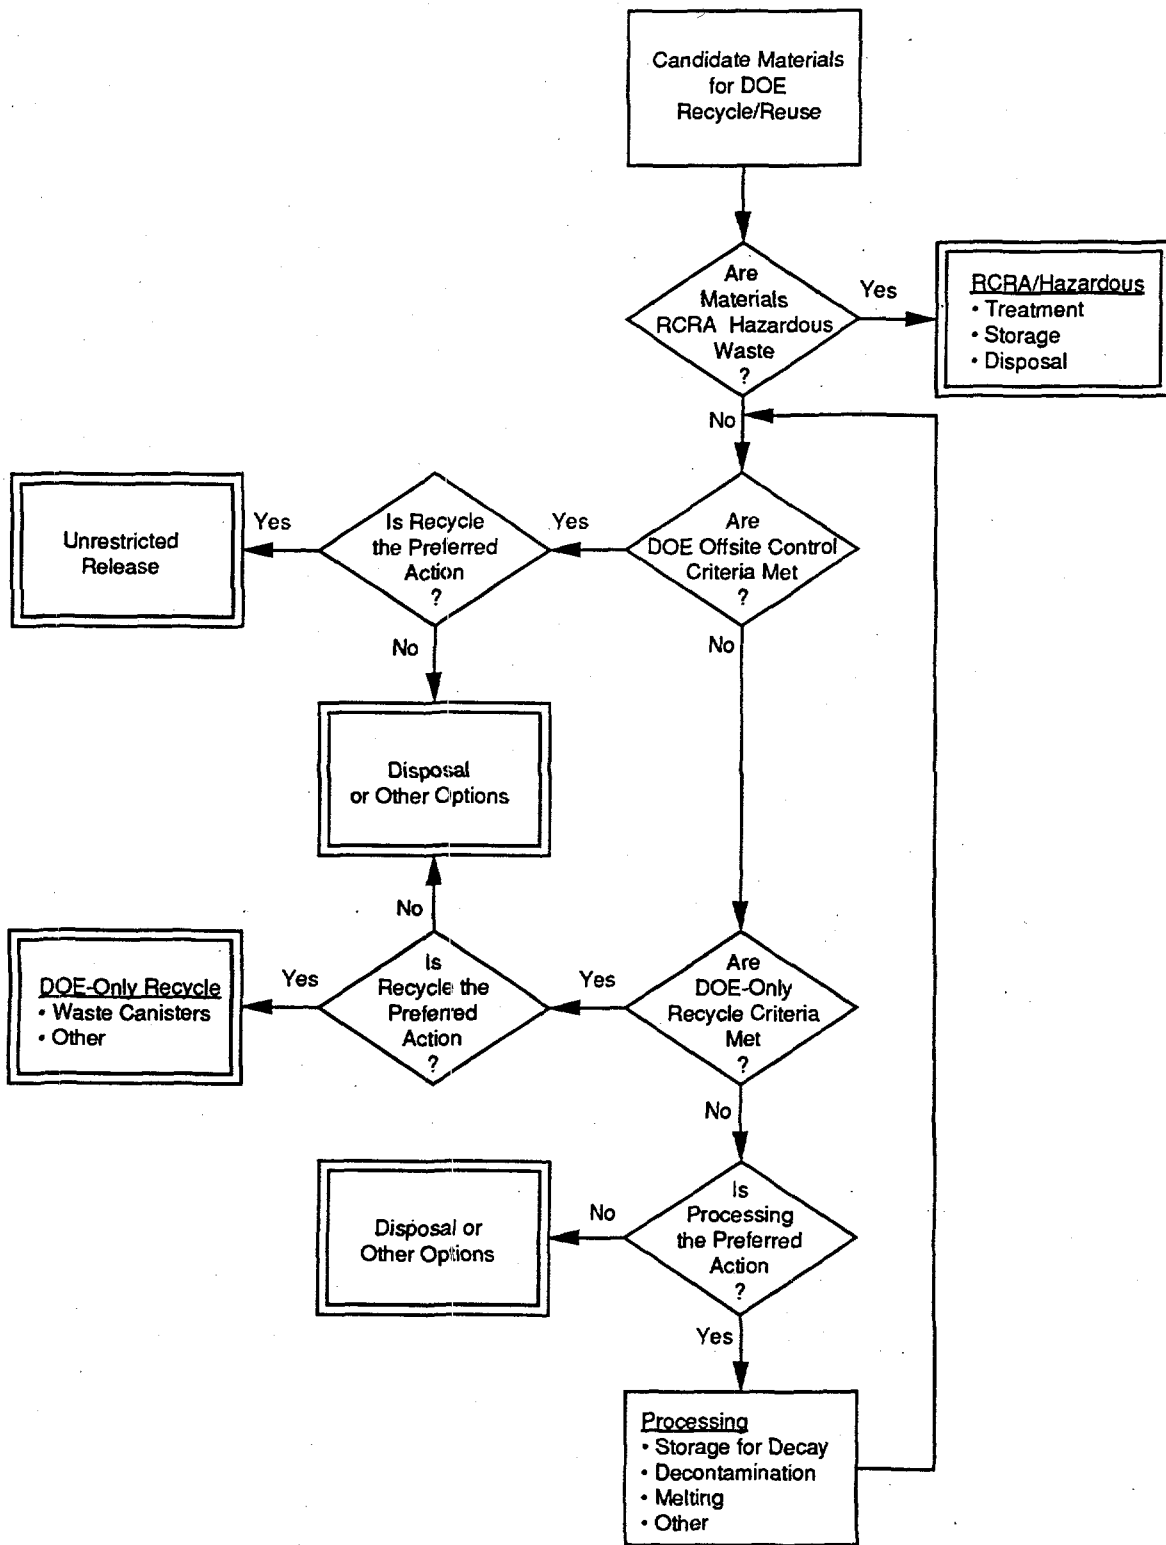 Candidate Materials
for DOE
Recycle/Reuse
Are
Materials
RCRA Hazardous
Waste
?
Yes
RCRA/Hazardous
• Treatment
• Storage
• Disposal
No
Unrestricted
Release
Yes
Is Recycle
the Preferred
Action
?
Yes
Are
DOE Offsite Control
Criteria Met
?
No
No
Disposal
or Other Options
No
DOE-Only Recycle
• Waste Canisters
• Other
Yes
Is
Recycle the
Preferred
Action
?
Yes
Are
DOE-Only
Recycle Criteria
Met
?
No
Disposal or
Other Options
No
Is
Processing
the Preferred
Action
?
Yes
Processing
• Storage for Decay
• Decontamination
• Melting
• Other